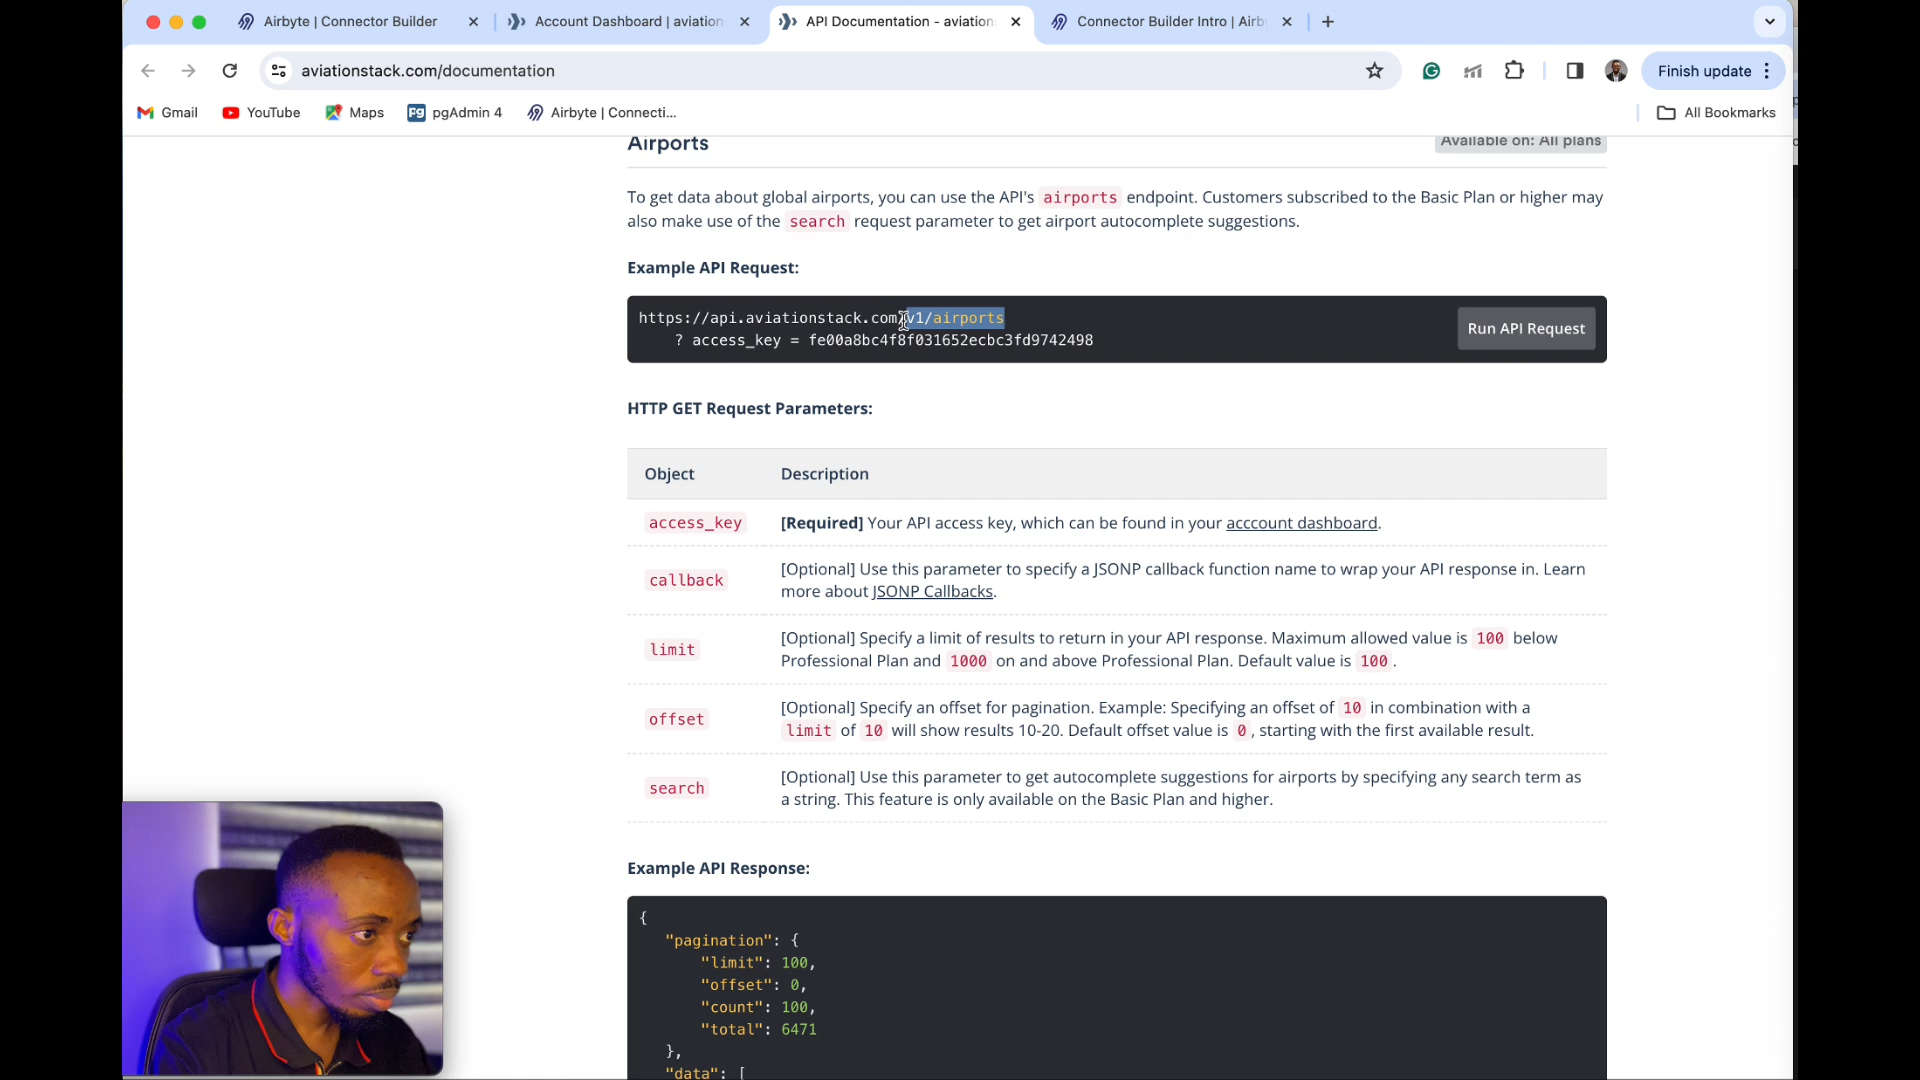 Airbyte | Connector Builder
Account Dashboard | aviation
API Documentation - aviation
Connector Builder Intro | Airb
aviationstack.com/documentation
Finish update
Gmail
YouTube
Maps
Pg pgAdmin 4
Airbyte | Connecti...
All Bookmarks
Airports
Available on: All plans
To get data about global airports, you can use the API's airports endpoint. Customers subscribed to the Basic Plan or higher may
also make use of the search request parameter to get airport autocomplete suggestions.
Example API Request:
https://api.aviationstack.com/v1/airports
? access_key = fe00a8bc4f8f031652ecbc3fd9742498
Run API Request
HTTP GET Request Parameters:
Object Description
access_key [Required] Your API access key, which can be found in your acccount dashboard.
callback [Optional] Use this parameter to specify a JSONP callback function name to wrap your API response in. Learn
more about JSONP Callbacks.
limit [Optional] Specify a limit of results to return in your API response. Maximum allowed value is 100 below
Professional Plan and 1000 on and above Professional Plan. Default value is 100.
offset [Optional] Specify an offset for pagination. Example: Specifying an offset of 10 in combination with a
limit of 10 will show results 10-20. Default offset value is 0, starting with the first available result.
search [Optional] Use this parameter to get autocomplete suggestions for airports by specifying any search term as
a string. This feature is only available on the Basic Plan and higher.
Example API Response:
{
"pagination": {
"limit": 100,
"offset": 0,
"count": 100,
"total": 6471
},
"data": [